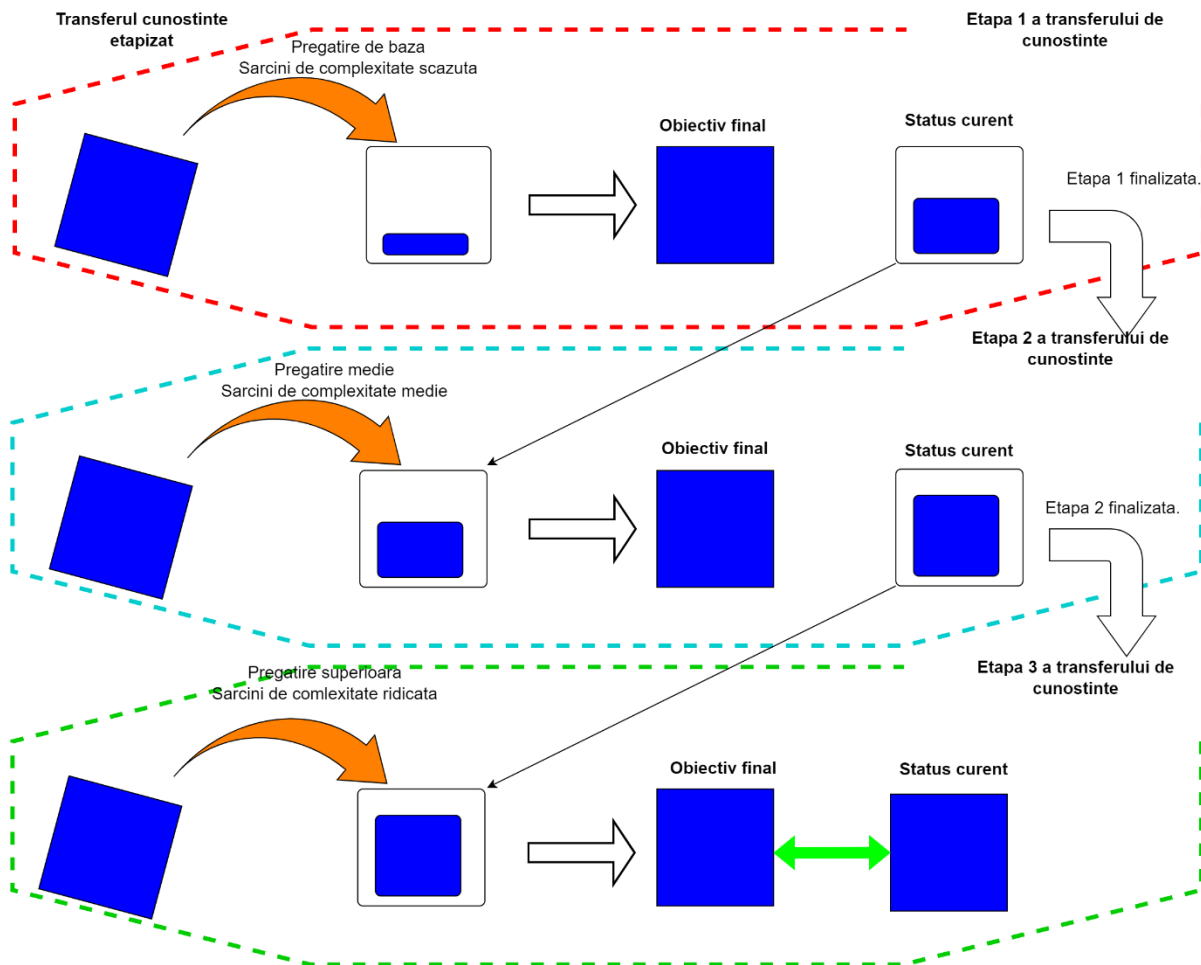 Transferul cunostinte
etapizat
Etapa 1 a transferului de
cunostinte
Pregatire de baza
Sarcini de complexitate scazuta
Obiectiv final
Status curent
Etapa 1 finalizata.
Etapa 2 a transferului de
cunostinte
Pregatire medie
Sarcini de complexitate medie
Obiectiv final
Status curent
Etapa 2 finalizata.
Etapa 3 a transferului de
cunostinte
Pregatire superioara
Sarcini de comlexitate ridicata
Obiectiv final
Status curent